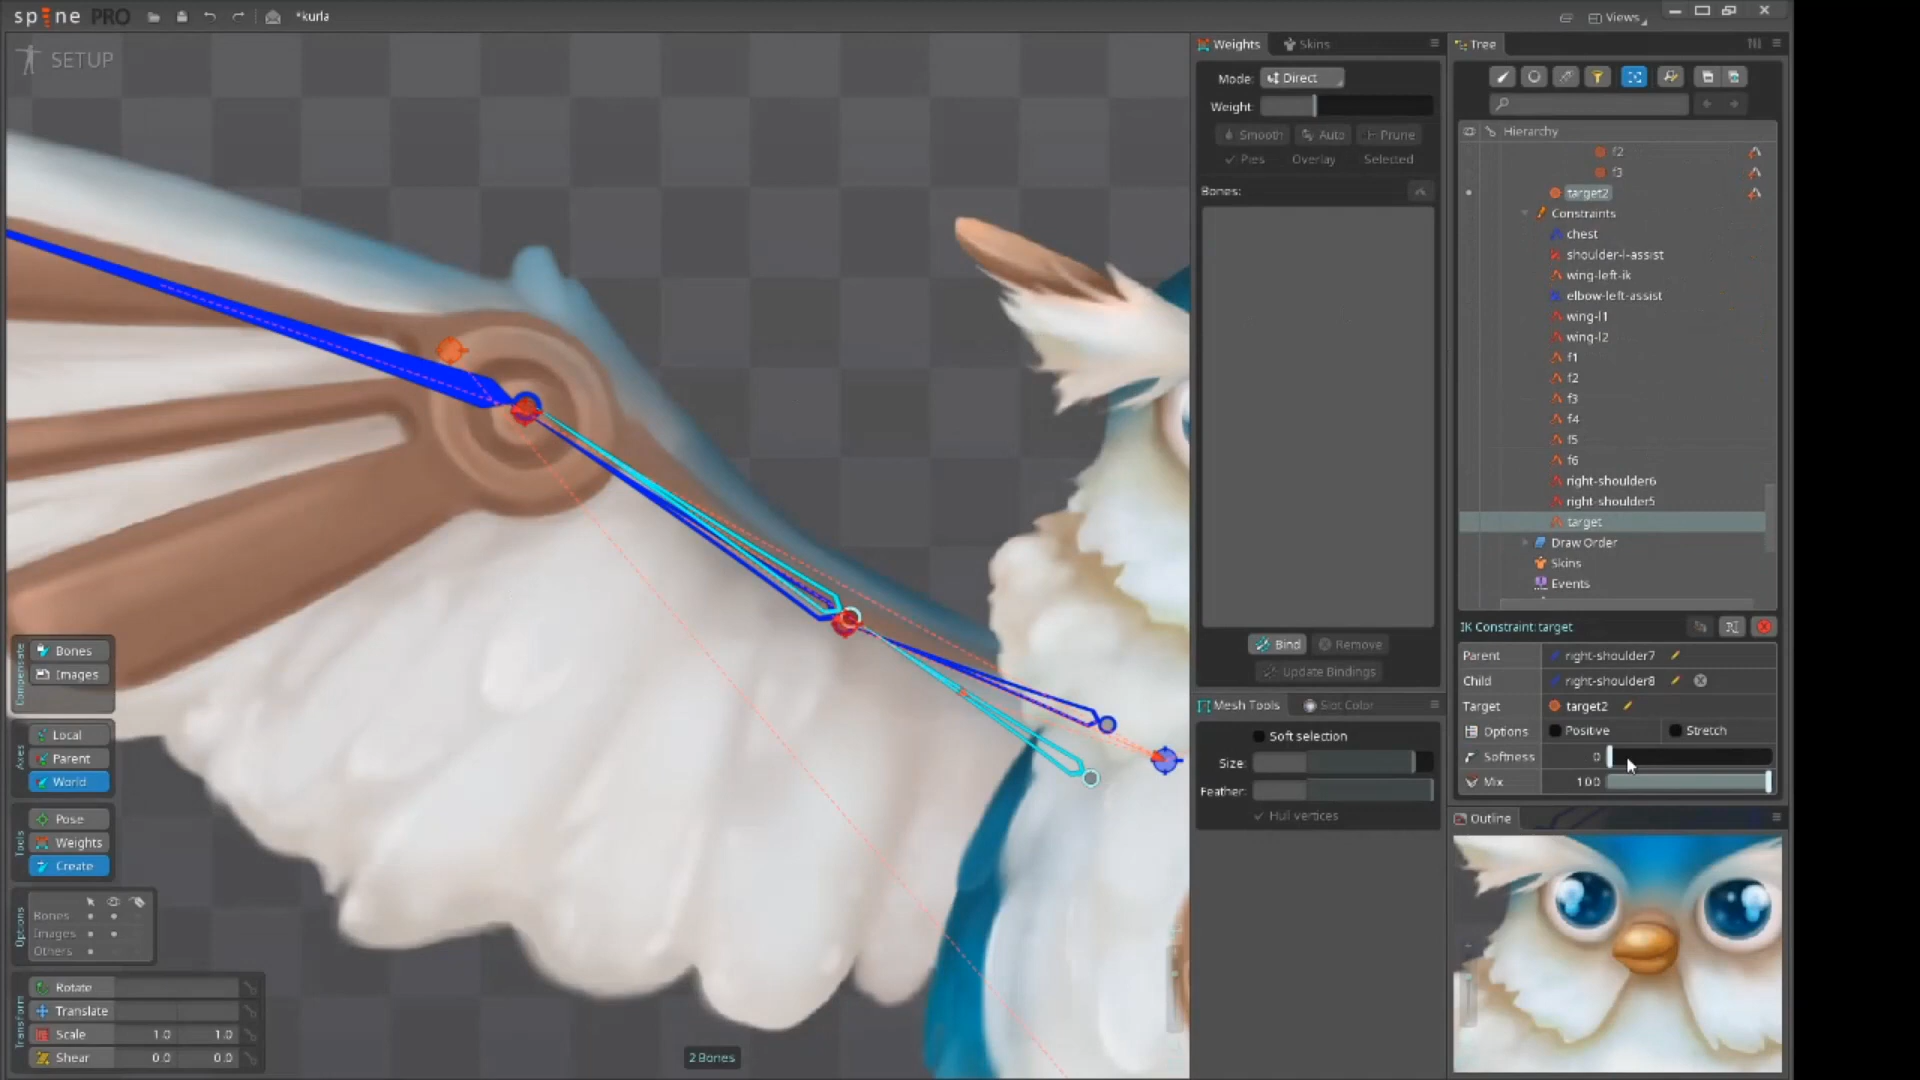 spine PRO
*kurla
Views
SETUP
Weights
Skins
Mode:
Direct
Weight:
Smooth
Auto
Prune
Pies
Overlay
Selected
Bones:
Bind
Remove
Update Bindings
Mesh Tools
Slot Color
Soft selection
Size:
Feather:
Hull vertices
Tree
Hierarchy
f2
f3
target2
Constraints
chest
shoulder-l-assist
wing-left-ik
elbow-left-assist
wing-l1
wing-l2
f1
f2
f3
f4
f5
f6
right-shoulder6
right-shoulder5
target
Draw Order
Skins
Events
IK Constraint: target
Parent
right-shoulder7
Child
right-shoulder8
Target
target2
Options
Positive
Stretch
Softness
0
Mix
100
Outline
Compensate
Bones
Images
Axes
Local
Parent
World
Tools
Pose
Weights
Create
Options
Bones
Images
Others
Transform
Rotate
Translate
Scale
1.0
1.0
Shear
0.0
0.0
2 Bones